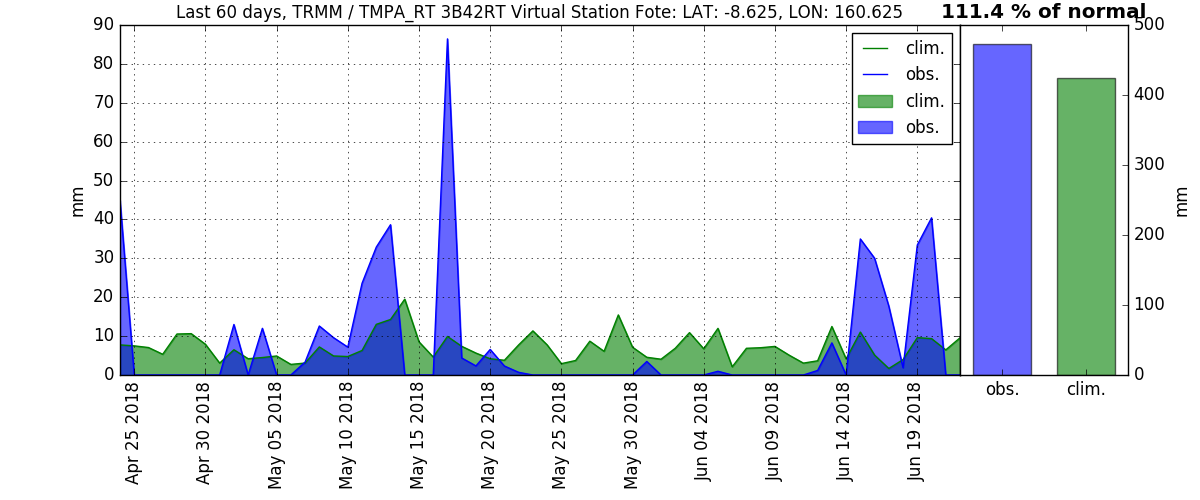 Last 60 days, TRMM / TMPA_RT 3B42RT Virtual Station Fote: LAT: -8.625, LON: 160.625
111.4 % of normal
90
80
70
60
50
40
30
20
10
0
mm
clim.
obs.
clim.
obs.
Apr 25 2018
Apr 30 2018
May 05 2018
May 10 2018
May 15 2018
May 20 2018
May 25 2018
May 30 2018
Jun 04 2018
Jun 09 2018
Jun 14 2018
Jun 19 2018
500
400
300
200
100
0
mm
obs.
clim.